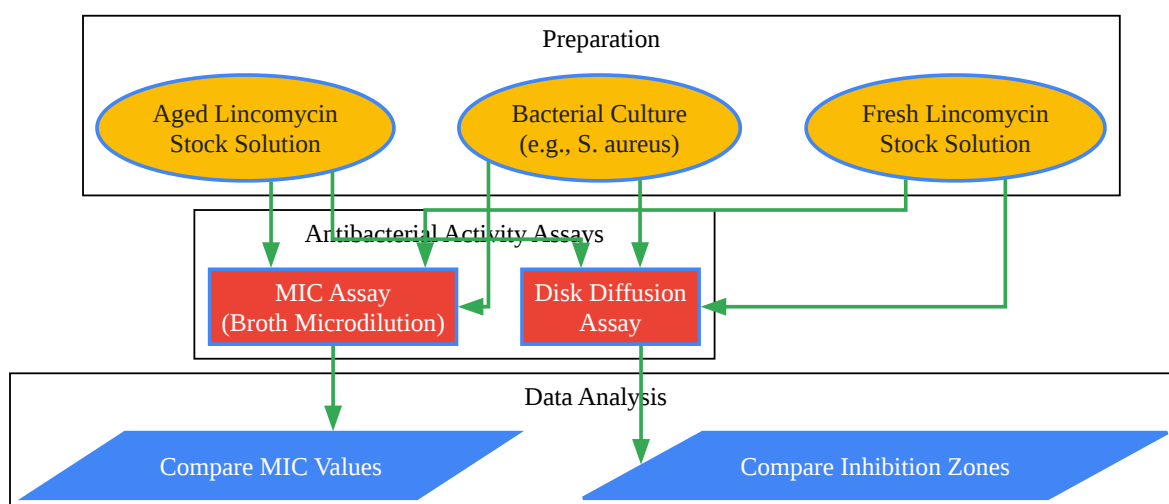 Preparation
Aged Lincomycin
Stock Solution
Bacterial Culture
(e.g., S. aureus)
Fresh Lincomycin
Stock Solution
Antibacterial Activity Assays
MIC Assay
(Broth Microdilution)
Disk Diffusion
Assay
Data Analysis
Compare MIC Values
Compare Inhibition Zones